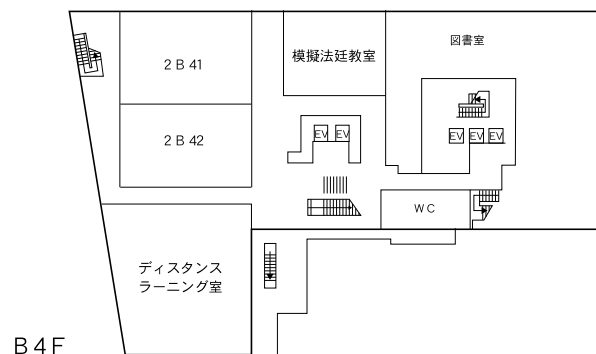 2B41
模擬法廷教室
図書室
2B42
EV EV
EV EV EV
WC
ディスタンス
ラーニング室
B4F